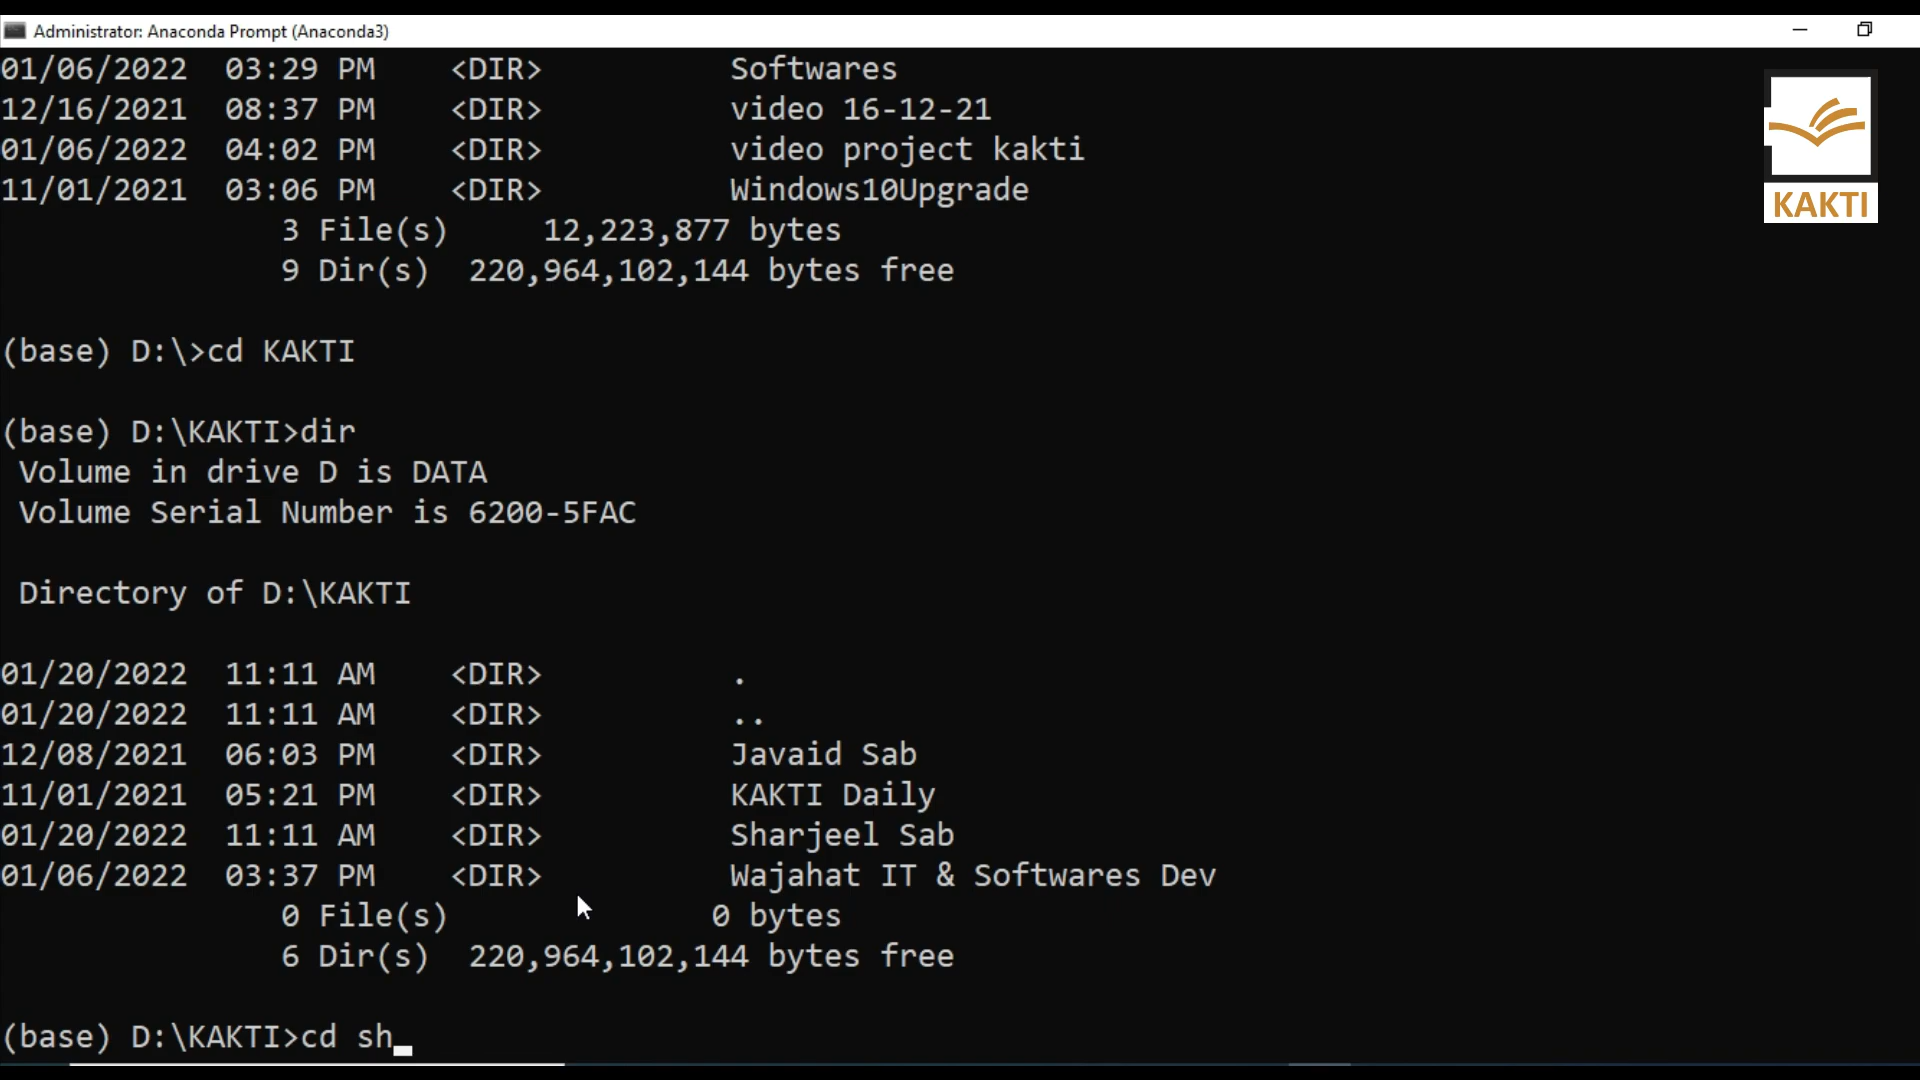 Administrator: Anaconda Prompt (Anaconda3)
01/06/2022  03:29 PM    <DIR>          Softwares
12/16/2021  08:37 PM    <DIR>          video 16-12-21
01/06/2022  04:02 PM    <DIR>          video project kakti
11/01/2021  03:06 PM    <DIR>          Windows10Upgrade
               3 File(s)     12,223,877 bytes
               9 Dir(s)  220,964,102,144 bytes free
KAKTI
(base) D:\>cd KAKTI
(base) D:\KAKTI>dir
 Volume in drive D is DATA
 Volume Serial Number is 6200-5FAC
 Directory of D:\KAKTI
01/20/2022  11:11 AM    <DIR>          .
01/20/2022  11:11 AM    <DIR>          ..
12/08/2021  06:03 PM    <DIR>          Javaid Sab
11/01/2021  05:21 PM    <DIR>          KAKTI Daily
01/20/2022  11:11 AM    <DIR>          Sharjeel Sab
01/06/2022  03:37 PM    <DIR>          Wajahat IT & Softwares Dev
               0 File(s)              0 bytes
               6 Dir(s)  220,964,102,144 bytes free
(base) D:\KAKTI>cd sh